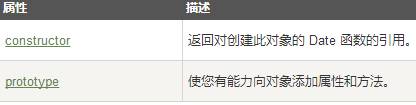 属性 描述
constructor 返回对创建此对象的 Date 函数的引用。
prototype 使您有能力向对象添加属性和方法。